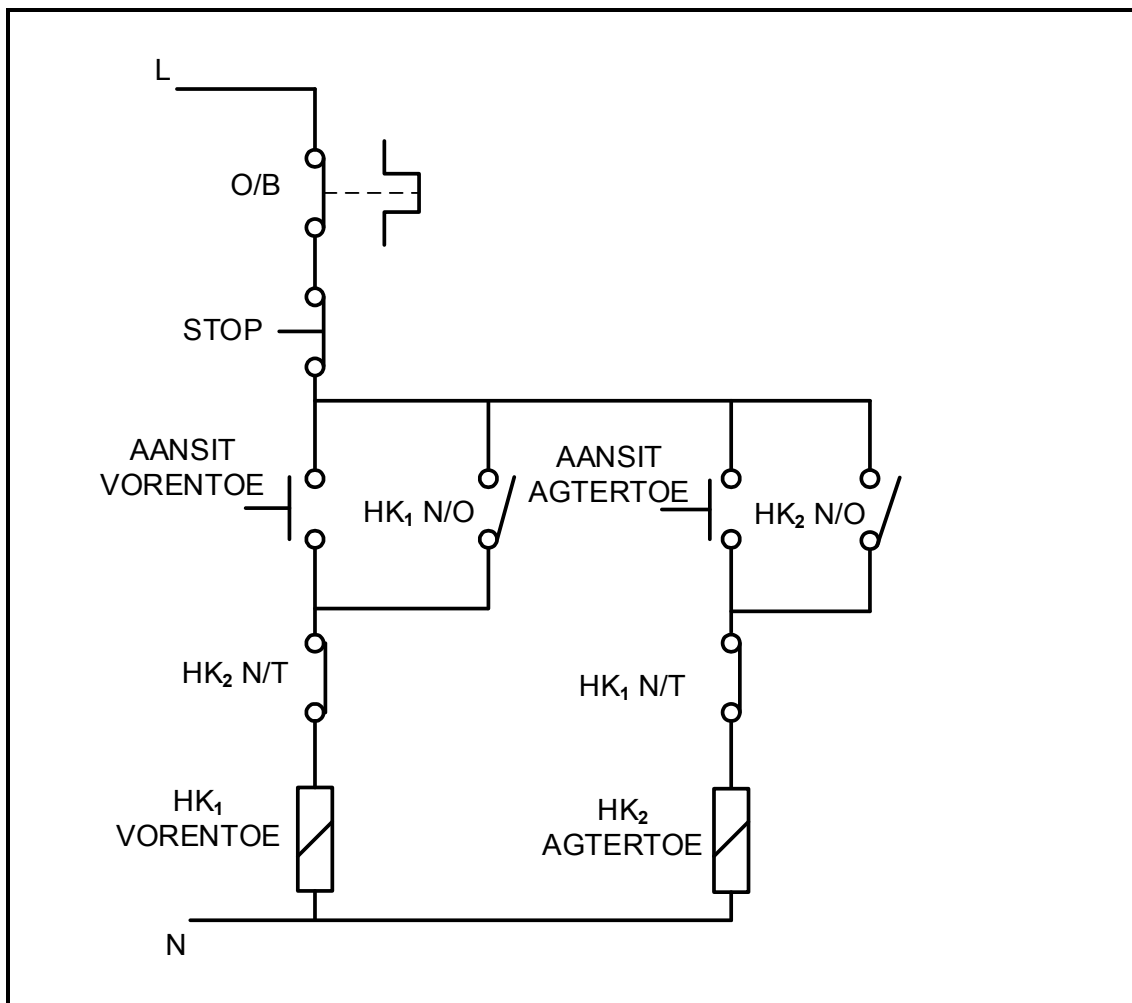 L
O/B
STOP
AANSIT
VORENTOE
HK₁ N/O
AANSIT
AGTERTOE
HK₂ N/O
HK₂ N/T
HK₁ N/T
HK₁
VORENTOE
HK₂
AGTERTOE
N